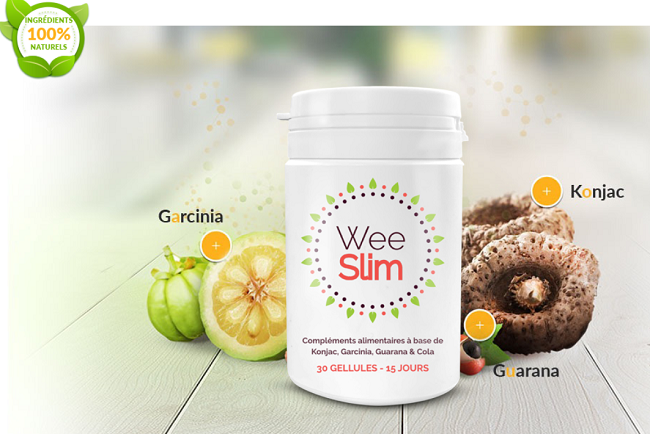 INGRÉDIENTS
100%
NATURELS
Garcinia
Konjac
Wee
Slim
Compléments alimentaires à base de
Konjac, Garcinia, Guarana & Cola
30 GELLULES - 15 JOURS
Guarana